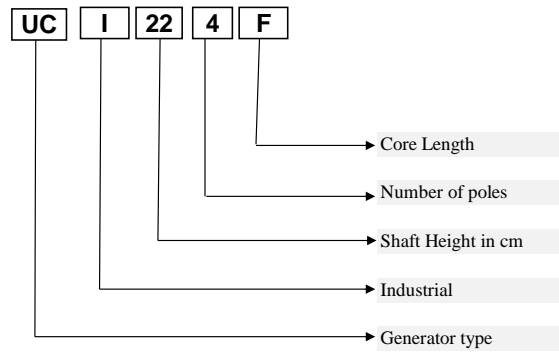 UC I 22 4 F
Core Length
Number of poles
Shaft Height in cm
Industrial
Generator type